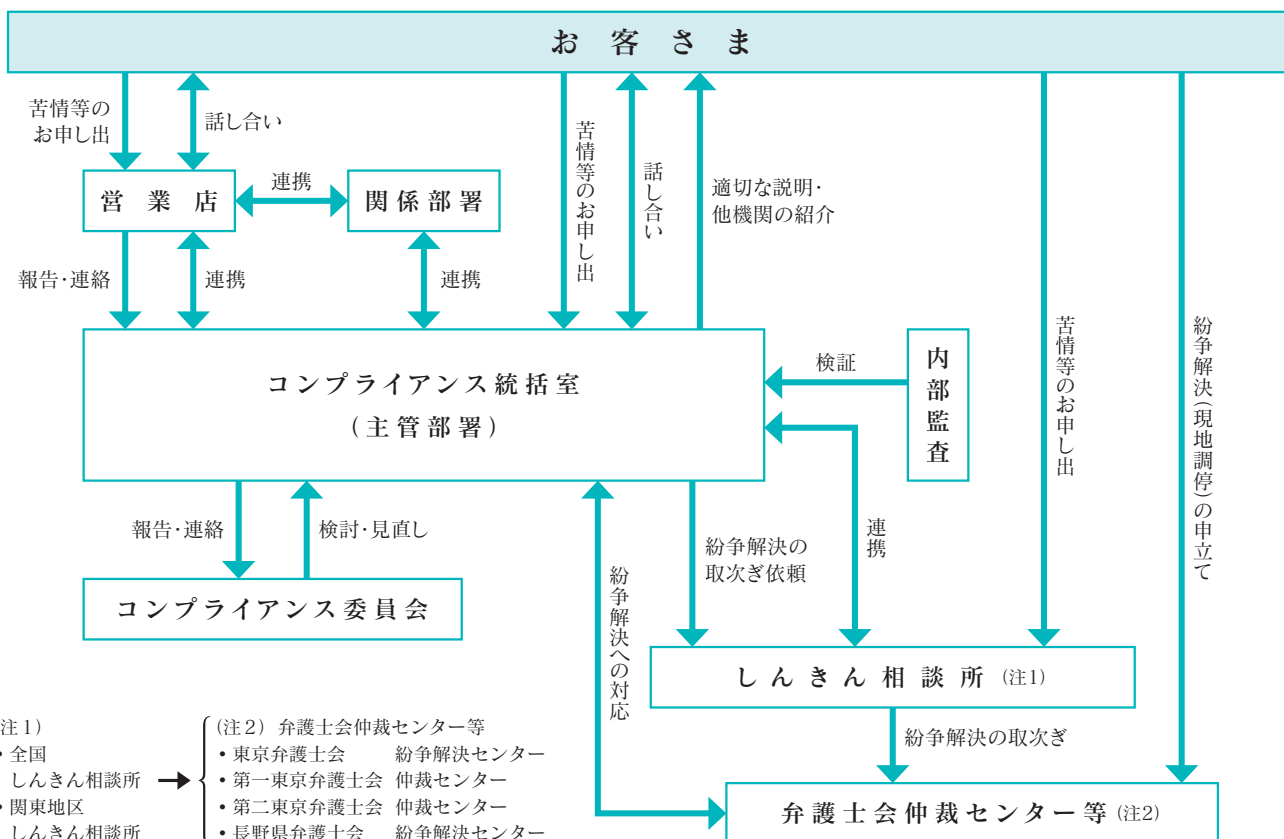 お客さま
苦情等の
お申し出
話し合い
苦情等のお申し出
話し合い
適切な説明・
他機関の紹介
苦情等のお申し出
紛争解決(現地調停)の申立て
営業店
連携
関係部署
報告・連絡
連携
連携
コンプライアンス統括室
(主管部署)
検証
内部監査
報告・連絡
検討・見直し
紛争解決への対応
紛争解決の
取次ぎ依頼
連携
コンプライアンス委員会
しんきん相談所 (注1)
紛争解決の取次ぎ
弁護士会仲裁センター等 (注2)
注1)
・全国
しんきん相談所
・関東地区
しんきん相談所
(注2) 弁護士会仲裁センター等
・東京弁護士会 紛争解決センター
・第一東京弁護士会 仲裁センター
・第二東京弁護士会 仲裁センター
・長野県弁護士会 紛争解決センター